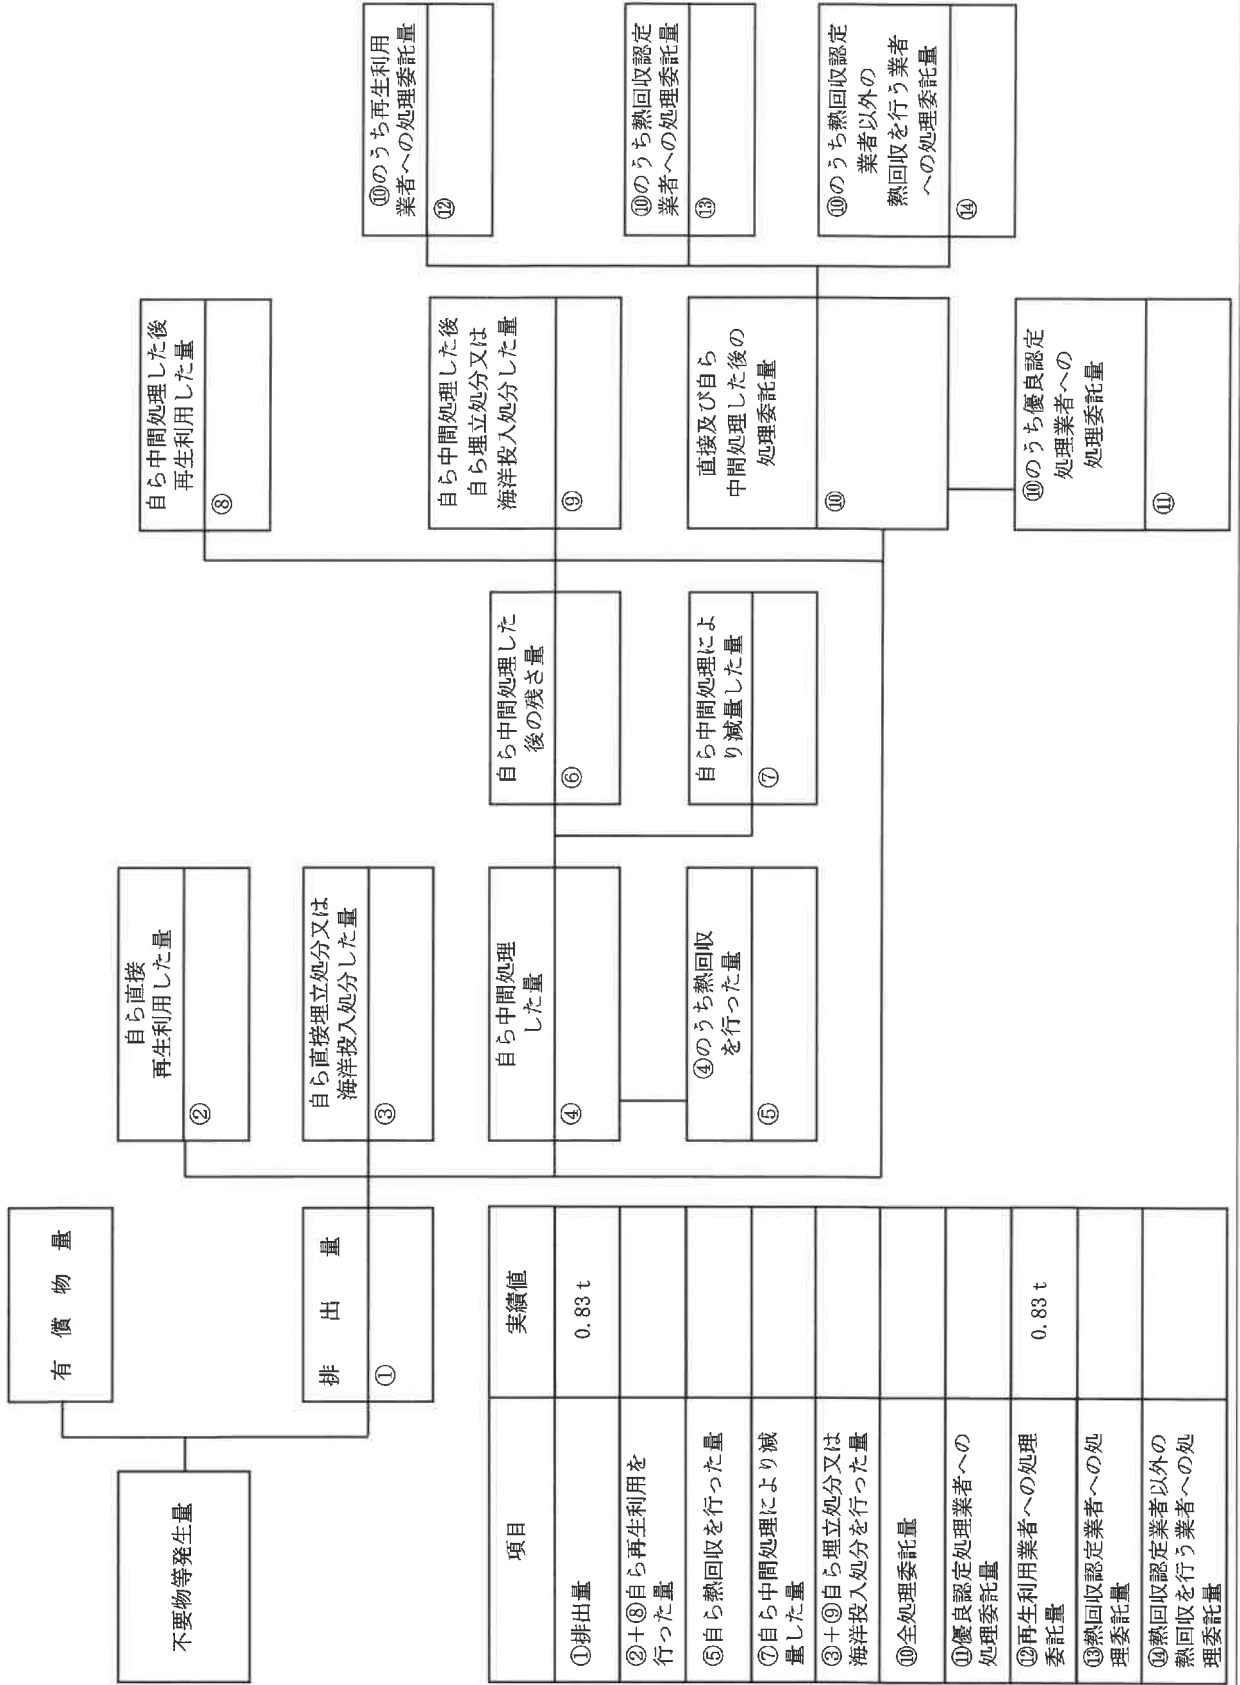 不要物等発生量
有償物量
排出量
①
自ら直接
再生利用した量
②
自ら直接埋立処分又は
海洋投入処分した量
③
自ら中間処理
した量
④
④のうち熱回収
を行った量
⑤
自ら中間処理した
後の残さ量
⑥
自ら中間処理によ
り減量した量
⑦
自ら中間処理した後
再生利用した量
⑧
自ら中間処理した後
自ら埋立処分又は
海洋投入処分した量
⑨
直接及び自ら
中間処理した後の
処理委託量
⑩
⑩のうち優良認定
処理業者への
処理委託量
⑪
⑩のうち再生利用
業者への処理委託量
⑫
⑩のうち熱回収認定
業者への処理委託量
⑬
⑩のうち熱回収認定
業者以外の
熱回収を行う業者
への処理委託量
⑭
項目 実績値
①排出量 0.83 t
②+⑧自ら再生利用を
行った量
⑤自ら熱回収を行った量
⑦自ら中間処理により減
量した量
③+⑨自ら埋立処分又は
海洋投入処分を行った量
⑩全処理委託量
⑪優良認定処理業者への
処理委託量
⑫再生利用業者への処理
委託量 0.83 t
⑬熱回収認定業者への処
理委託量
⑭熱回収認定業者以外の
熱回収を行う業者への処
理委託量